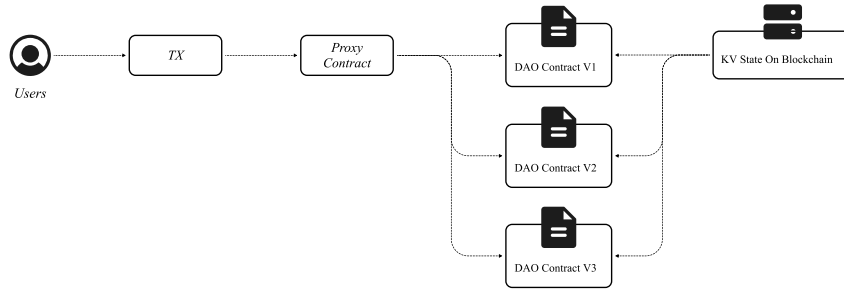 Users
TX
Proxy
Contract
DAO Contract V1
DAO Contract V2
DAO Contract V3
KV State On Blockchain